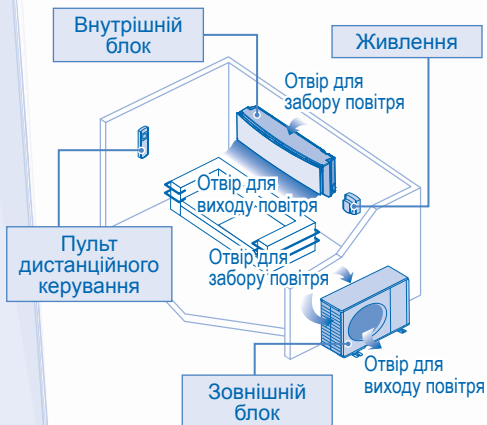 Внутрішній
блок
Живлення
Отвір для
забору повітря
Отвір для
виходу повітря
Пульт
дистанційного
керування
Отвір для
забору повітря
Отвір для
виходу повітря
Зовнішній
блок